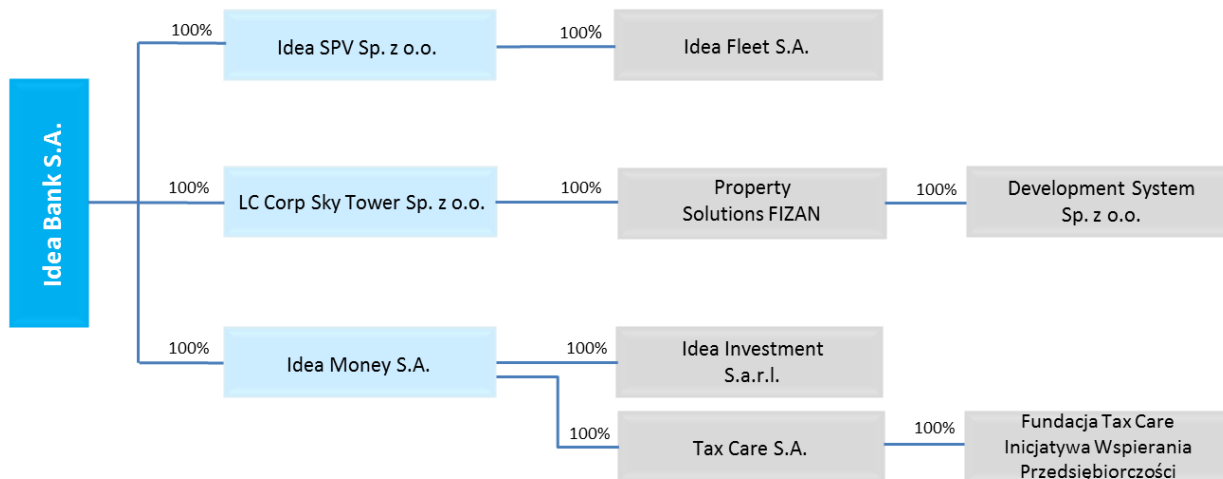 100%
Idea SPV Sp. z o.o.
100%
Idea Fleet S.A.
Idea Bank S.A.
100%
LC Corp Sky Tower Sp. z o.o.
100%
Property
Solutions FIZAN
100%
Development System
Sp. z o.o.
100%
Idea Money S.A.
100%
Idea Investment
S.a.r.l.
100%
Tax Care S.A.
100%
Fundacja Tax Care
Inicjatywa Wspierania
Przedsiębiorczości